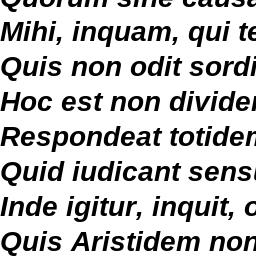 Quorum sine causa
Mihi, inquam, qui te
Quis non odit sordi
Hoc est non divider
Respondeat totidem
Quid iudicant sensu
Inde igitur, inquit, o
Quis Aristidem non